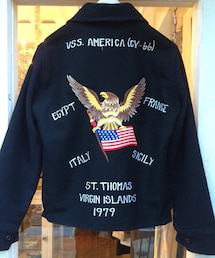 USS. AMERICA (CV-66)
EGYPT FRANCE
ITALY SICILY
ST. THOMAS
VIRGIN ISLANDS
1979